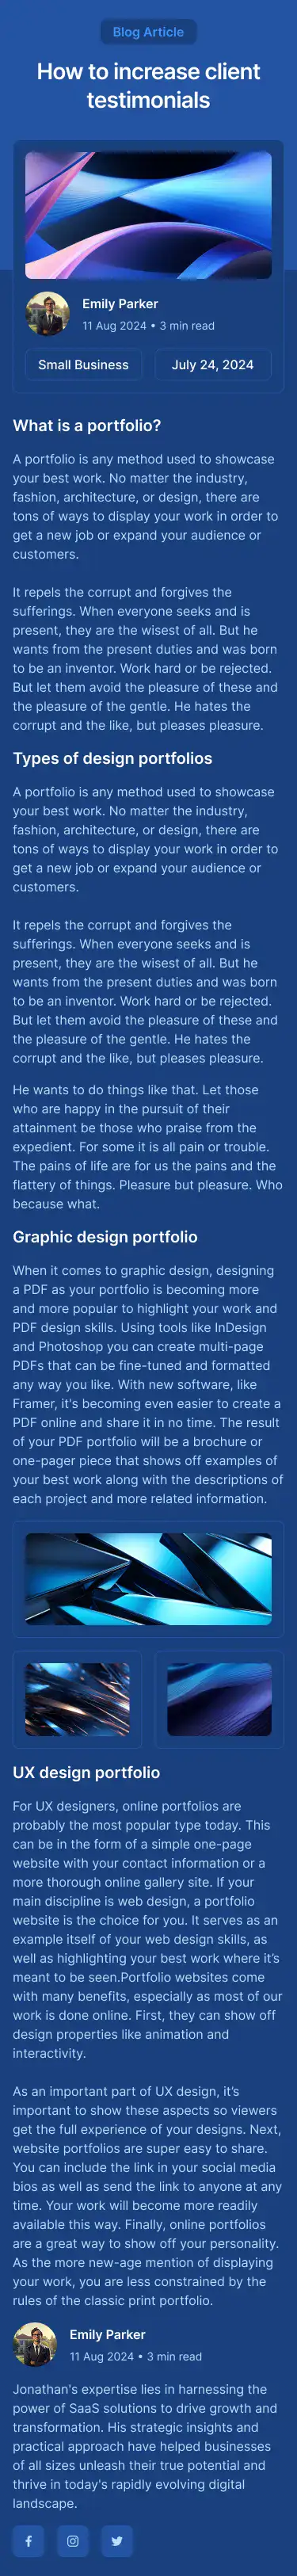 Blog Article
How to increase client
testimonials
Emily Parker
11 Aug 2024 • 3 min read
Small Business
July 24, 2024
What is a portfolio?
A portfolio is any method used to showcase
your best work. No matter the industry,
fashion, architecture, or design, there are
tons of ways to display your work in order to
get a new job or expand your audience or
customers.
It repels the corrupt and forgives the
sufferings. When everyone seeks and is
present, they are the wisest of all. But he
wants from the present duties and was born
to be an inventor. Work hard or be rejected.
But let them avoid the pleasure of these and
the pleasure of the gentle. He hates the
corrupt and the like, but pleases pleasure.
Types of design portfolios
A portfolio is any method used to showcase
your best work. No matter the industry,
fashion, architecture, or design, there are
tons of ways to display your work in order to
get a new job or expand your audience or
customers.
It repels the corrupt and forgives the
sufferings. When everyone seeks and is
present, they are the wisest of all. But he
wants from the present duties and was born
to be an inventor. Work hard or be rejected.
But let them avoid the pleasure of these and
the pleasure of the gentle. He hates the
corrupt and the like, but pleases pleasure.
He wants to do things like that. Let those
who are happy in the pursuit of their
attainment be those who praise from the
expedient. For some it is all pain or trouble.
The pains of life are for us the pains and the
flattery of things. Pleasure but pleasure. Who
because what.
Graphic design portfolio
When it comes to graphic design, designing
a PDF as your portfolio is becoming more
and more popular to highlight your work and
PDF design skills. Using tools like InDesign
and Photoshop you can create multi-page
PDFs that can be fine-tuned and formatted
any way you like. With new software, like
Framer, it's becoming even easier to create a
PDF online and share it in no time. The result
of your PDF portfolio will be a brochure or
one-pager piece that shows off examples of
your best work along with the descriptions of
each project and more related information.
UX design portfolio
For UX designers, online portfolios are
probably the most popular type today. This
can be in the form of a simple one-page
website with your contact information or a
more thorough online gallery site. If your
main discipline is web design, a portfolio
website is the choice for you. It serves as an
example itself of your web design skills, as
well as highlighting your best work where it’s
meant to be seen.Portfolio websites come
with many benefits, especially as most of our
work is done online. First, they can show off
design properties like animation and
interactivity.
As an important part of UX design, it’s
important to show these aspects so viewers
get the full experience of your designs. Next,
website portfolios are super easy to share.
You can include the link in your social media
bios as well as send the link to anyone at any
time. Your work will become more readily
available this way. Finally, online portfolios
are a great way to show off your personality.
As the more new-age mention of displaying
your work, you are less constrained by the
rules of the classic print portfolio.
Emily Parker
11 Aug 2024 • 3 min read
Jonathan's expertise lies in harnessing the
power of SaaS solutions to drive growth and
transformation. His strategic insights and
practical approach have helped businesses
of all sizes unleash their true potential and
thrive in today's rapidly evolving digital
landscape.